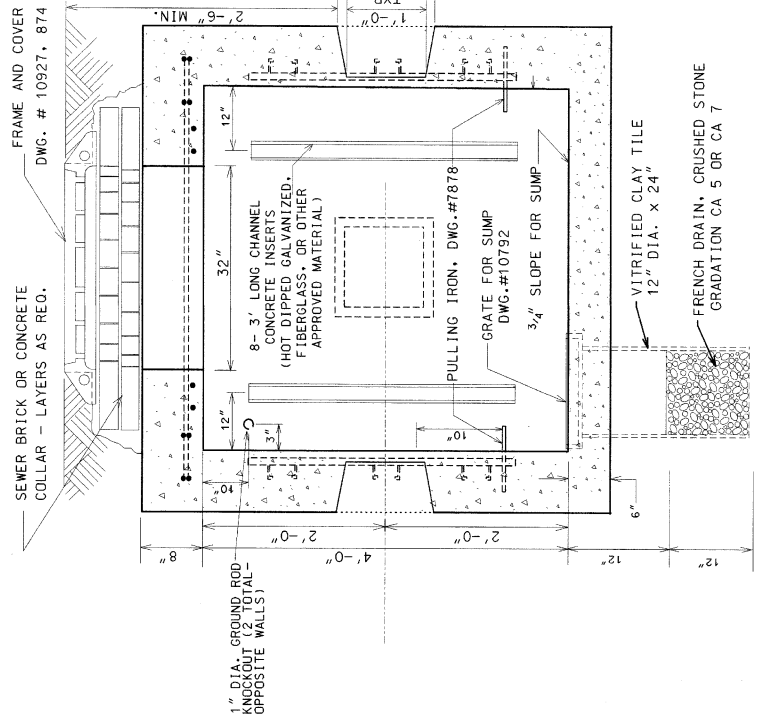 SEWER BRICK OR CONCRETE
COLLAR - LAYERS AS REQ.
FRAME AND COVER
DWG. # 10927, 874
2'-6" MIN.
1'-0"
TYP
8"
12"
12"
32"
8- 3' LONG CHANNEL
CONCRETE INSERTS
(HOT DIPPED GALVANIZED,
FIBERGLASS, OR OTHER
APPROVED MATERIAL)
3"
1" DIA. GROUND ROD
KNOCKOUT (2 TOTAL-
OPPOSITE WALLS)
2'-0"
4'-0"
2'-0"
10"
PULLING IRON, DWG.#7878
GRATE FOR SUMP
DWG.#10792
3/4" SLOPE FOR SUMP
6"
12"
12"
VITRIFIED CLAY TILE
12" DIA. x 24"
FRENCH DRAIN, CRUSHED STONE
GRADATION CA 5 OR CA 7